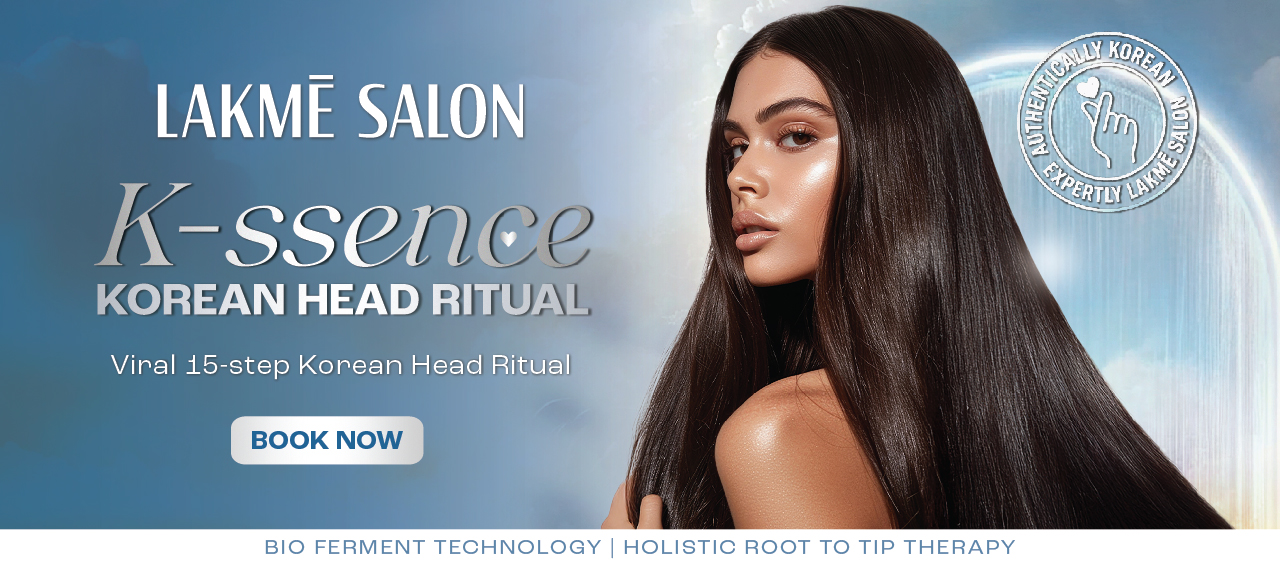 LAKMĒ SALON
K-ssence
KOREAN HEAD RITUAL
Viral 15-step Korean Head Ritual
BOOK NOW
AUTHENTICALLY KOREAN
EXPERTLY LAKMĒ SALON
BIO FERMENT TECHNOLOGY | HOLISTIC ROOT TO TIP THERAPY